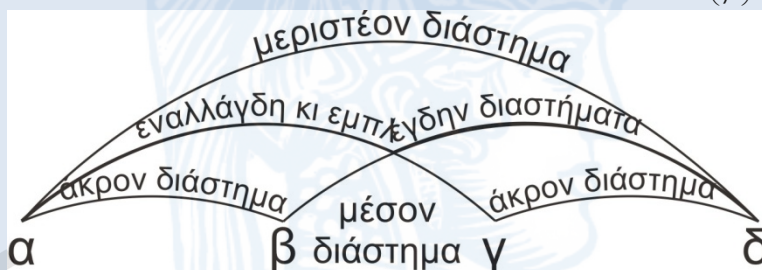 (γ)
μεριστέον διάστημα
εναλλάγδη κι εμπλέγδην διαστήματα
άκρον διάστημα
άκρον διάστημα
μέσον
α β διάστημα γ δ